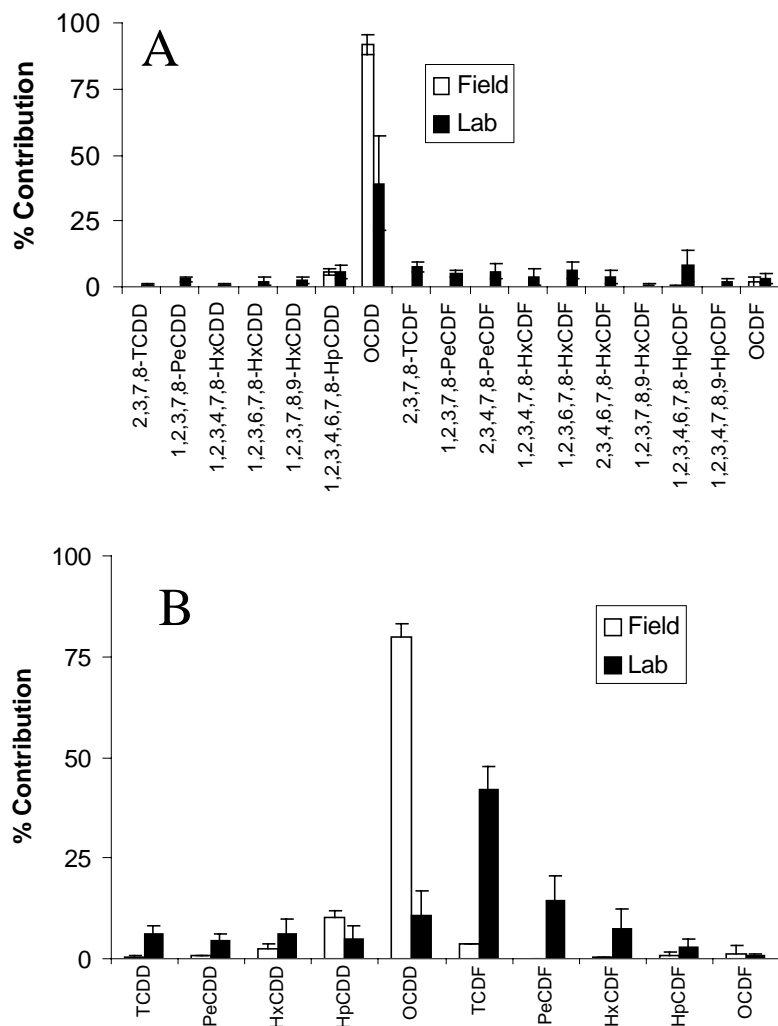 A
% Contribution
100
75
50
25
0
Field
Lab
2,3,7,8-TCDD
1,2,3,7,8-PeCDD
1,2,3,4,7,8-HxCDD
1,2,3,6,7,8-HxCDD
1,2,3,7,8,9-HxCDD
1,2,3,4,6,7,8-HpCDD
OCDD
2,3,7,8-TCDF
1,2,3,7,8-PeCDF
2,3,4,7,8-PeCDF
1,2,3,4,7,8-HxCDF
1,2,3,6,7,8-HxCDF
2,3,4,6,7,8-HxCDF
1,2,3,7,8,9-HxCDF
1,2,3,4,6,7,8-HpCDF
1,2,3,4,7,8,9-HpCDF
OCDF
B
% Contribution
100
75
50
25
0
Field
Lab
TCDD
PeCDD
HxCDD
HpCDD
OCDD
TCDF
PeCDF
HxCDF
HpCDF
OCDF